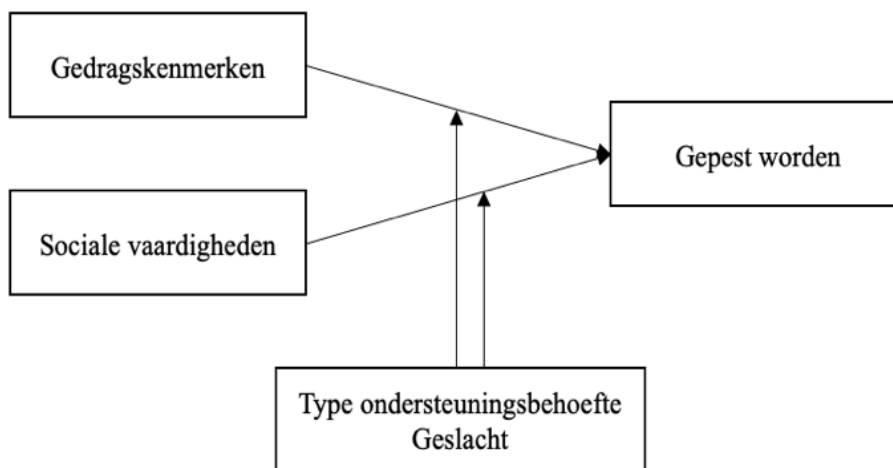 Gedragskenmerken
Gepest worden
Sociale vaardigheden
Type ondersteuningsbehoefte
Geslacht